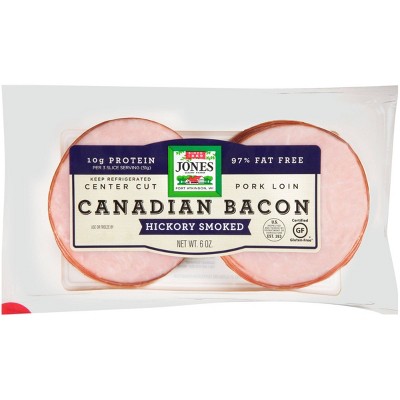 10g PROTEIN
PER 3 SLICE SERVING (51g)
KEEP REFRIGERATED
CENTER CUT
JONES
DAIRY FARM
FORT ATKINSON, WI
97% FAT FREE
PORK LOIN
CANADIAN BACON
HICKORY SMOKED
NET WT. 6 OZ.
Certified
GF
Gluten-Free